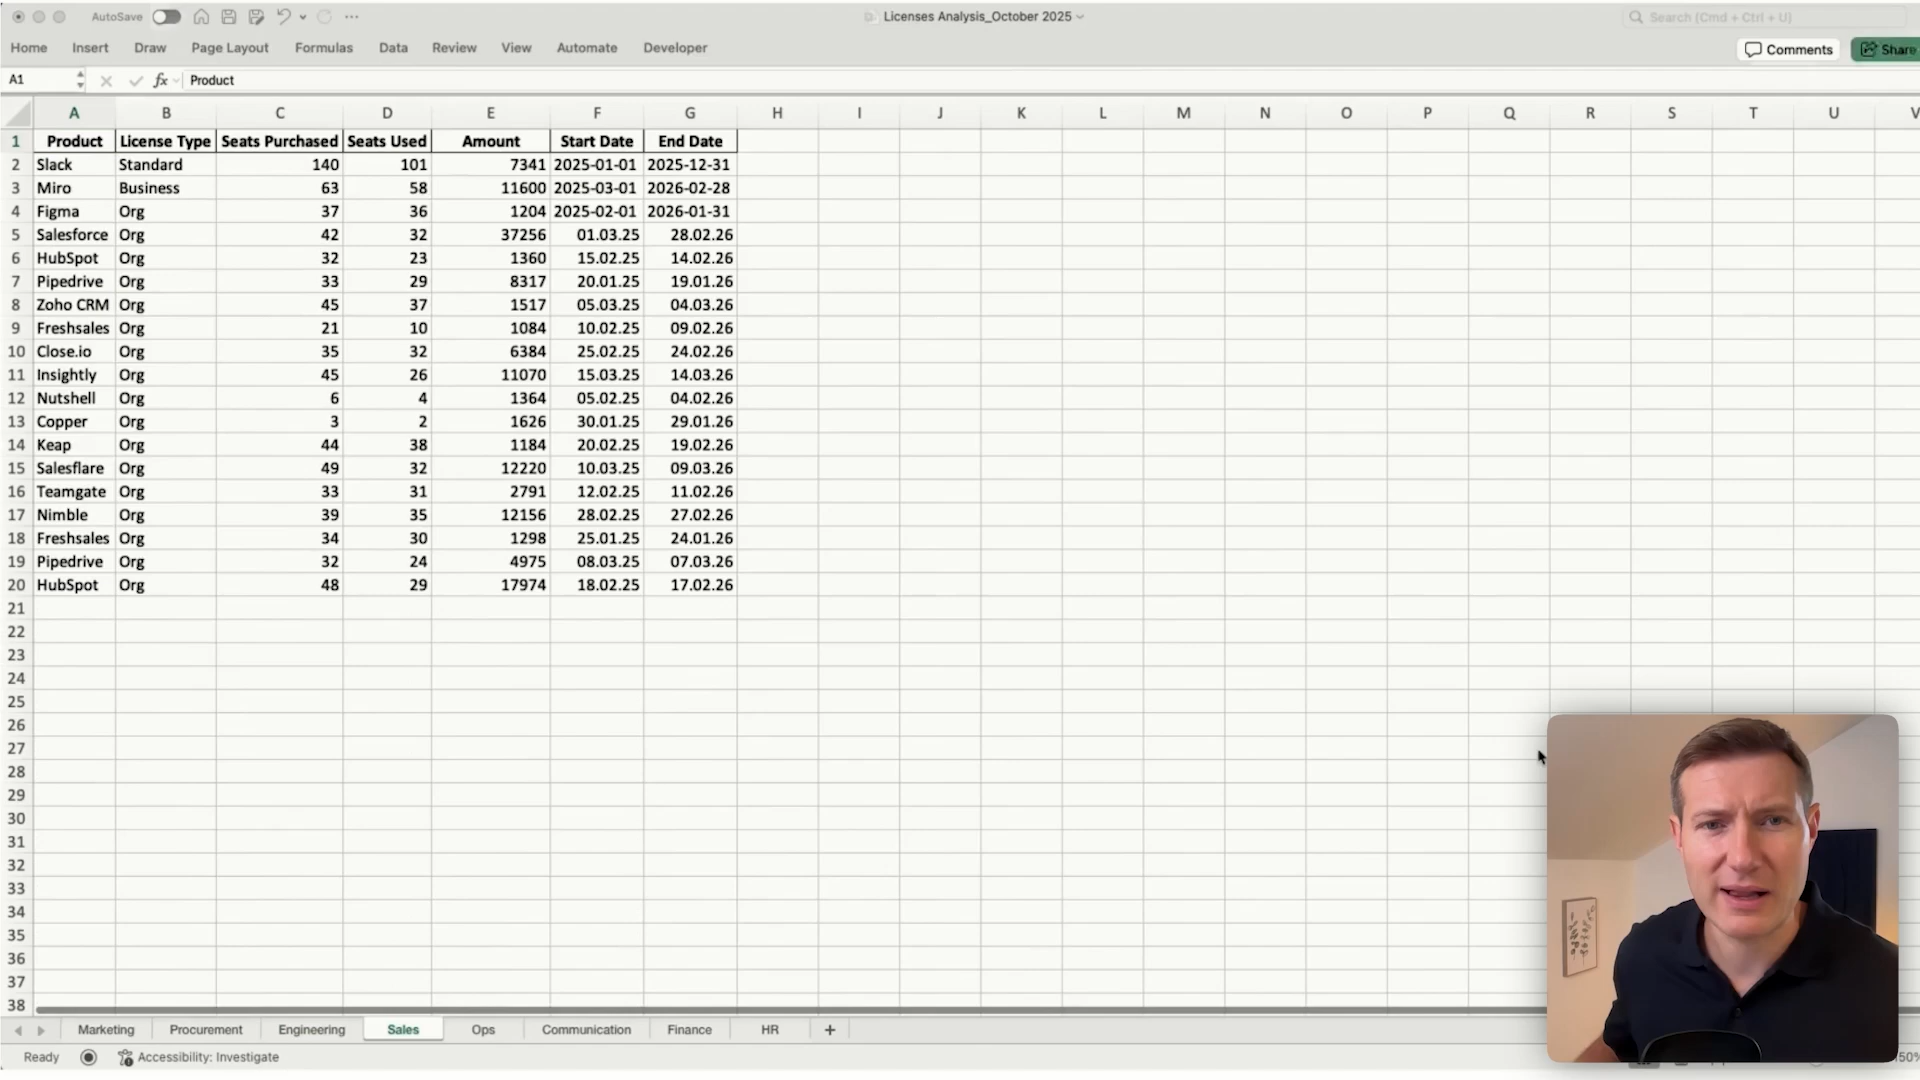 AutoSave
Licenses Analysis_October 2025
Search (Cmd + Ctrl + U)
Home Insert Draw Page Layout Formulas Data Review View Automate Developer
Comments Share
A1 fx Product
A B C D E F G H I J K L M N O P Q R S T U V
1 Product License Type Seats Purchased Seats Used Amount Start Date End Date
2 Slack Standard 140 101 7341 2025-01-01 2025-12-31
3 Miro Business 63 58 11600 2025-03-01 2026-02-28
4 Figma Org 37 36 1204 2025-02-01 2026-01-31
5 Salesforce Org 42 32 37256 01.03.25 28.02.26
6 HubSpot Org 32 23 1360 15.02.25 14.02.26
7 Pipedrive Org 33 29 8317 20.01.25 19.01.26
8 Zoho CRM Org 45 37 1517 05.03.25 04.03.26
9 Freshsales Org 21 10 1084 10.02.25 09.02.26
10 Close.io Org 35 32 6384 25.02.25 24.02.26
11 Insightly Org 45 26 11070 15.03.25 14.03.26
12 Nutshell Org 6 4 1364 05.02.25 04.02.26
13 Copper Org 3 2 1626 30.01.25 29.01.26
14 Keap Org 44 38 1184 20.02.25 19.02.26
15 Salesflare Org 49 32 12220 10.03.25 09.03.26
16 Teamgate Org 33 31 2791 12.02.25 11.02.26
17 Nimble Org 39 35 12156 28.02.25 27.02.26
18 Freshsales Org 34 30 1298 25.01.25 24.01.26
19 Pipedrive Org 32 24 4975 08.03.25 07.03.26
20 HubSpot Org 48 29 17974 18.02.25 17.02.26
21
22
23
24
25
26
27
28
29
30
31
32
33
34
35
36
37
38
Marketing Procurement Engineering Sales Ops Communication Finance HR +
Ready Accessibility: Investigate